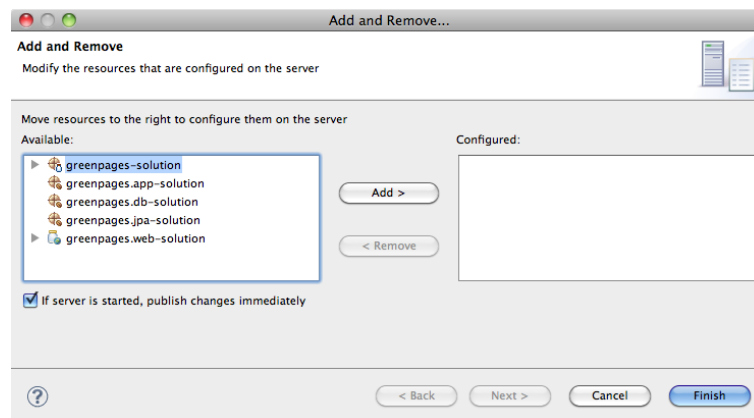 Add and Remove...
Add and Remove
Modify the resources that are configured on the server
Move resources to the right to configure them on the server
Available:
Configured:
greenpages-solution
greenpages.app-solution
greenpages.db-solution
greenpages.jpa-solution
greenpages.web-solution
Add >
< Remove
If server is started, publish changes immediately
?
< Back
Next >
Cancel
Finish